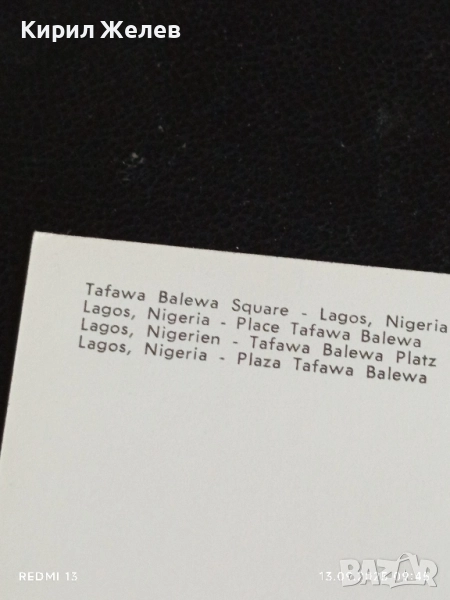 Кирил Желев
Tafawa Balewa Square - Lagos, Nigeria
Lagos, Nigeria - Place Tafawa Balewa
Lagos, Nigerien - Tafawa Balewa Platz
Lagos, Nigeria - Plaza Tafawa Balewa
REDMI 13
bazar